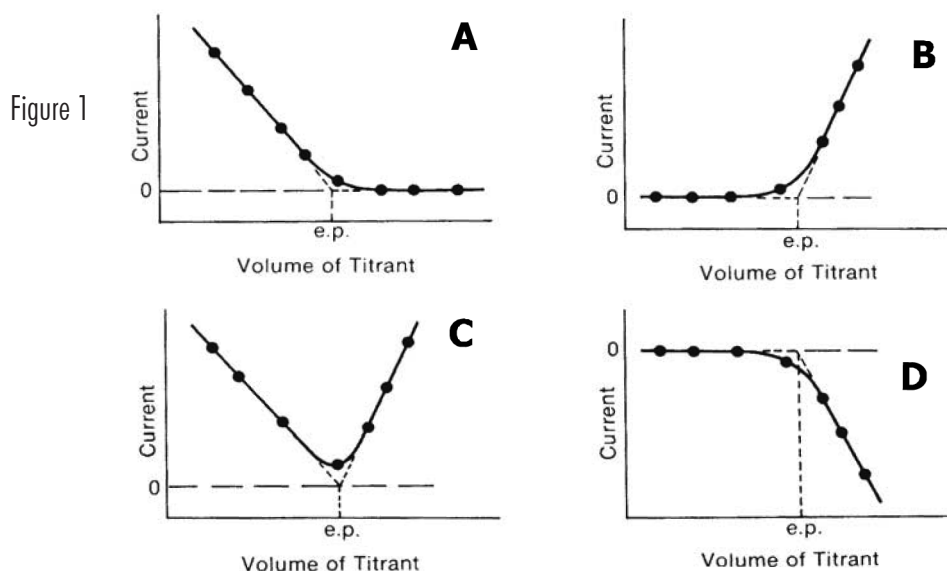 Figure 1
A
Current
0
e.p.
Volume of Titrant
B
Current
0
e.p.
Volume of Titrant
C
Current
0
e.p.
Volume of Titrant
D
0
Current
e.p.
Volume of Titrant